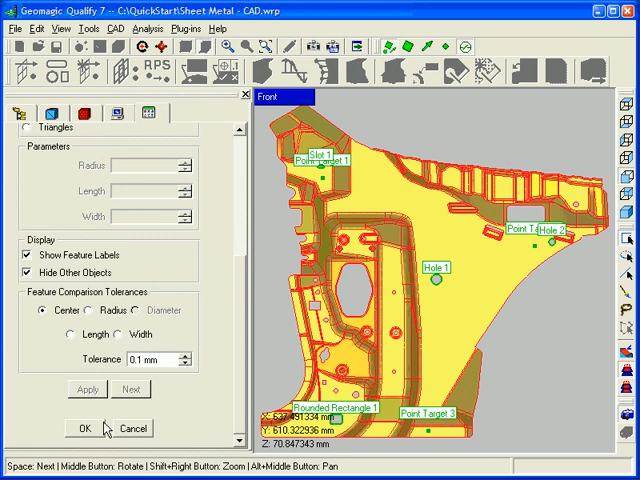 Geomagic Qualify 7 -- C:\QuickStart\Sheet Metal - CAD.wrp
File Edit View Tools CAD Analysis Plug-ins Help
RPS
Front
Triangles
Parameters
Radius
Length
Width
Display
Show Feature Labels
Hide Other Objects
Feature Comparison Tolerances
Center Radius Diameter
Length Width
Tolerance 0.1 mm
Apply Next
OK Cancel
Slot 1
Point Target 1
Hole 2
Hole 1
Rounded Rectangle 1
Point Target 3
X: 637.491334 mm
Y: 610.322936 mm
Z: 70.847343 mm
Space: Next | Middle Button: Rotate | Shift+Right Button: Zoom | Alt+Middle Button: Pan